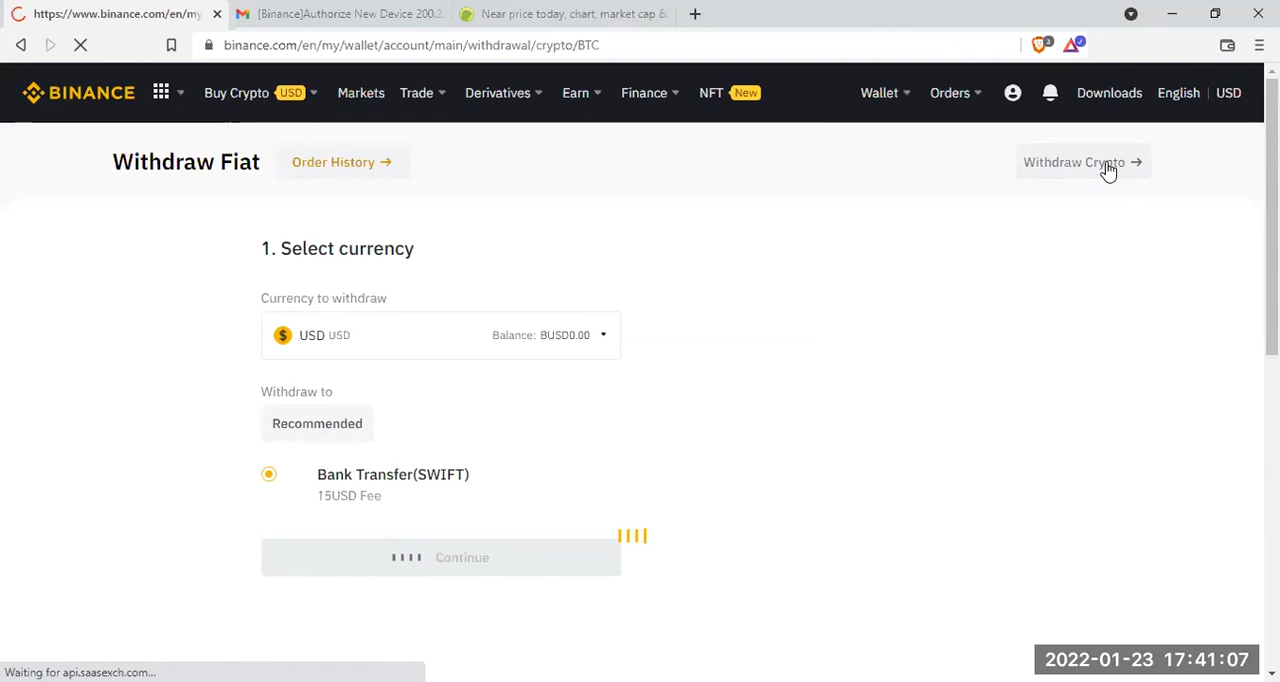 https://www.binance.com/en/my
[Binance]Authorize New Device 200.2
Near price today, chart, market cap &
binance.com/en/my/wallet/account/main/withdrawal/crypto/BTC
2
BINANCE
Buy Crypto USD
Markets
Trade
Derivatives
Earn
Finance
NFT New
Wallet
Orders
Downloads
English | USD
Withdraw Fiat
Order History →
Withdraw Crypto →
1. Select currency
Currency to withdraw
$ USD USD Balance: BUSD0.00
Withdraw to
Recommended
Bank Transfer(SWIFT)
15USD Fee
Continue
Waiting for api.saasexch.com...
2022-01-23 17:41:07